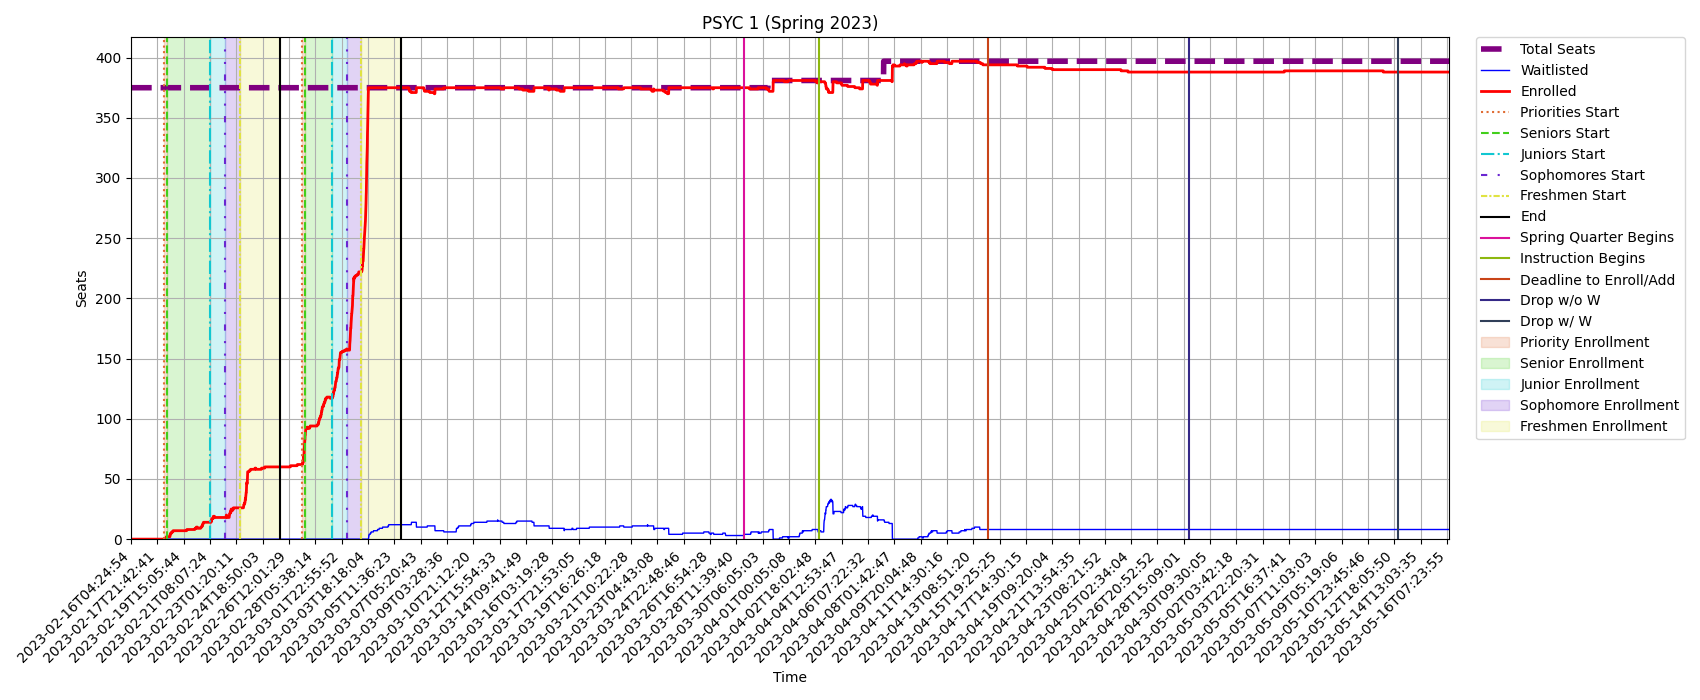 PSYC 1 (Spring 2023)
Seats
400
350
300
250
200
150
100
50
0
2023-02-16T04:24:54
2023-02-17T21:42:41
2023-02-19T15:05:44
2023-02-21T08:07:24
2023-02-23T01:20:11
2023-02-24T18:50:03
2023-02-26T12:01:29
2023-02-28T05:38:14
2023-03-01T22:55:52
2023-03-03T18:18:04
2023-03-05T11:36:23
2023-03-07T05:20:43
2023-03-09T03:28:36
2023-03-10T21:12:20
2023-03-12T15:54:33
2023-03-14T09:41:49
2023-03-16T03:19:28
2023-03-17T21:53:05
2023-03-19T16:26:18
2023-03-21T10:22:28
2023-03-23T04:43:08
2023-03-24T22:48:46
2023-03-26T16:54:28
2023-03-28T11:39:40
2023-03-30T06:05:03
2023-04-01T00:05:08
2023-04-02T18:02:48
2023-04-04T12:53:47
2023-04-06T07:22:32
2023-04-08T01:42:47
2023-04-09T20:04:48
2023-04-11T14:30:16
2023-04-13T08:51:20
2023-04-15T19:25:25
2023-04-17T14:30:15
2023-04-19T09:20:04
2023-04-21T13:54:35
2023-04-23T08:21:52
2023-04-25T02:34:04
2023-04-26T20:52:52
2023-04-28T15:09:01
2023-04-30T09:30:05
2023-05-02T03:42:18
2023-05-03T22:20:31
2023-05-05T16:37:41
2023-05-07T11:03:03
2023-05-09T05:19:06
2023-05-10T23:45:46
2023-05-12T18:05:50
2023-05-14T13:03:35
2023-05-16T07:23:55
Time
Total Seats
Waitlisted
Enrolled
Priorities Start
Seniors Start
Juniors Start
Sophomores Start
Freshmen Start
End
Spring Quarter Begins
Instruction Begins
Deadline to Enroll/Add
Drop w/o W
Drop w/ W
Priority Enrollment
Senior Enrollment
Junior Enrollment
Sophomore Enrollment
Freshmen Enrollment